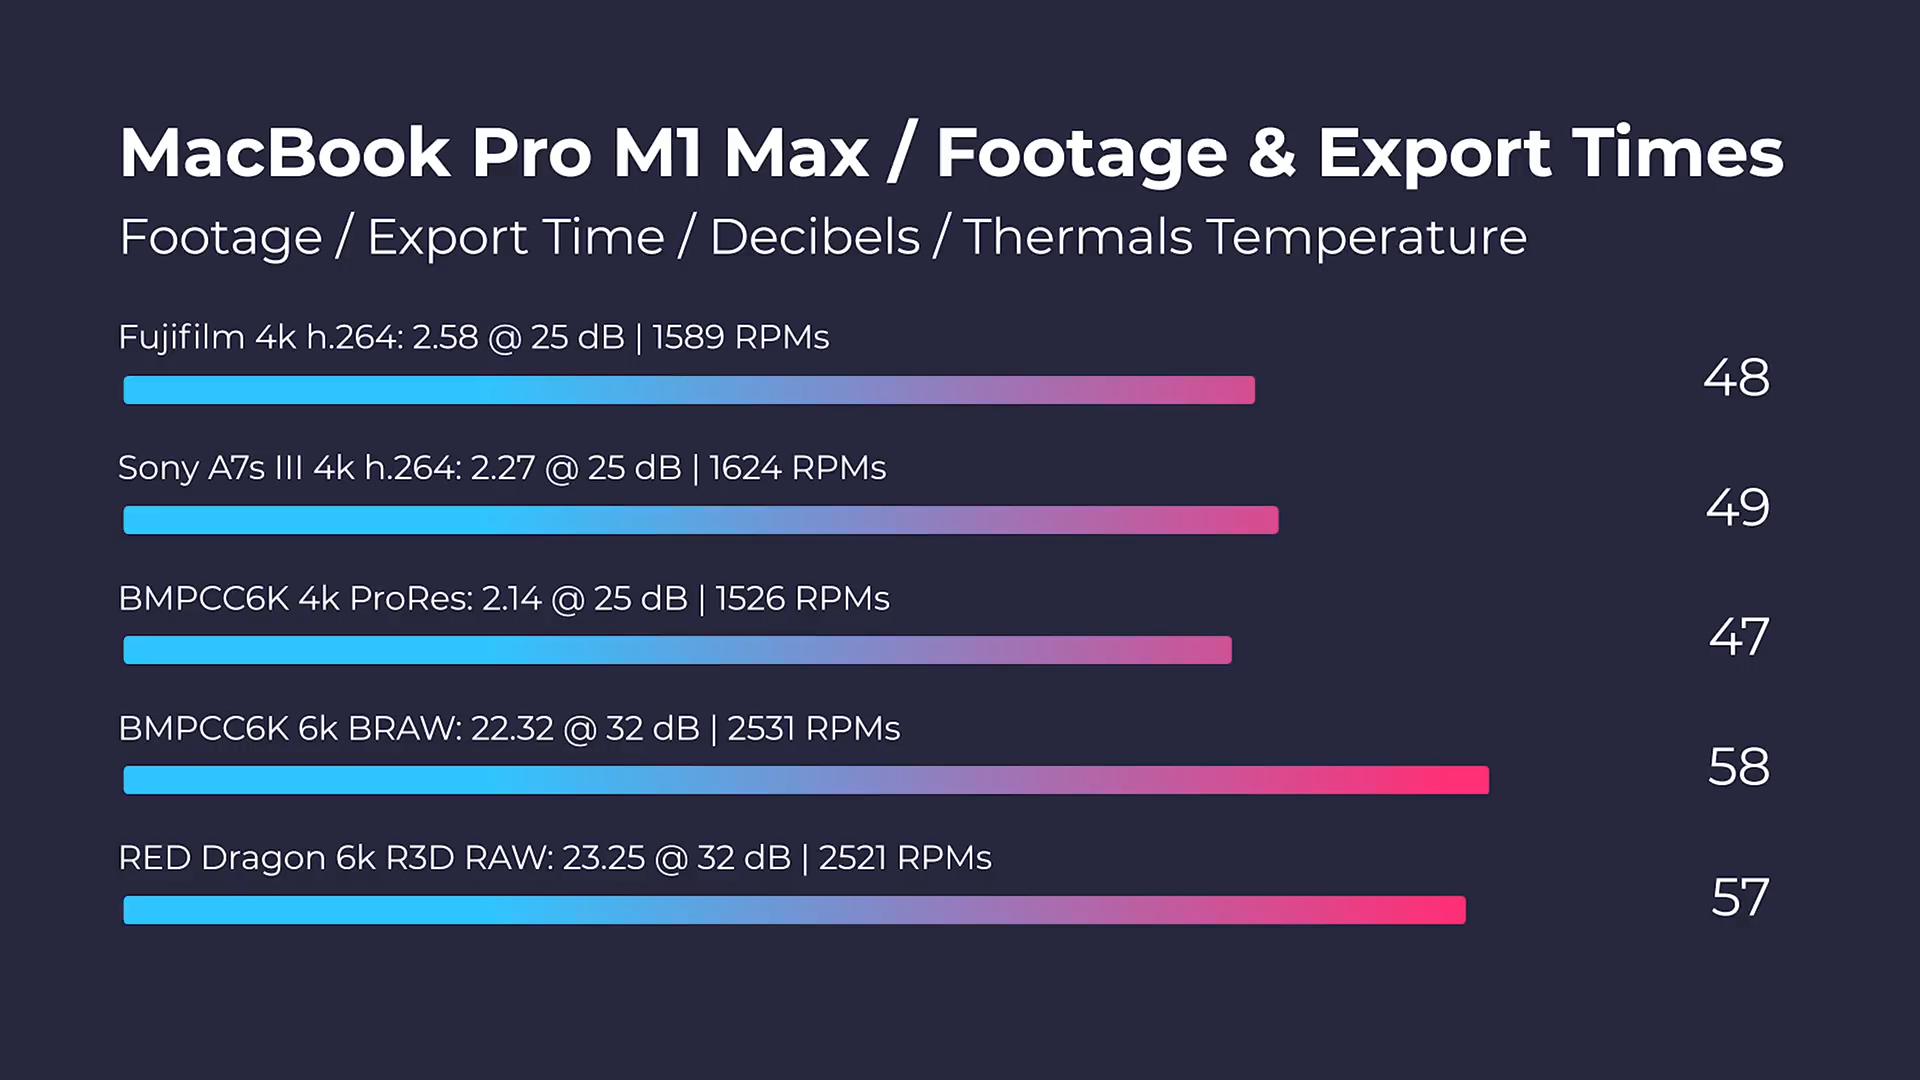 MacBook Pro M1 Max / Footage & Export Times
Footage / Export Time / Decibels / Thermals Temperature
Fujifilm 4k h.264: 2.58 @ 25 dB | 1589 RPMs
48
Sony A7s III 4k h.264: 2.27 @ 25 dB | 1624 RPMs
49
BMPCC6K 4k ProRes: 2.14 @ 25 dB | 1526 RPMs
47
BMPCC6K 6k BRAW: 22.32 @ 32 dB | 2531 RPMs
58
RED Dragon 6k R3D RAW: 23.25 @ 32 dB | 2521 RPMs
57